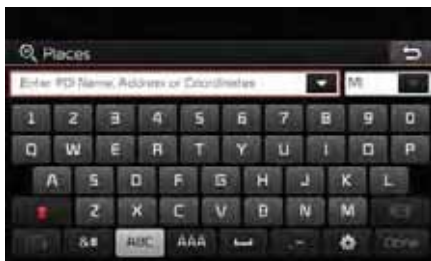 Places
Enter POI Name, Address or Coordinates MI
1 2 3 4 5 6 7 8 9 0
Q W E R T Y U I O P
A S D F G H J K L
Z X C V B N M
&# ABC ÀÁÂ .- Done